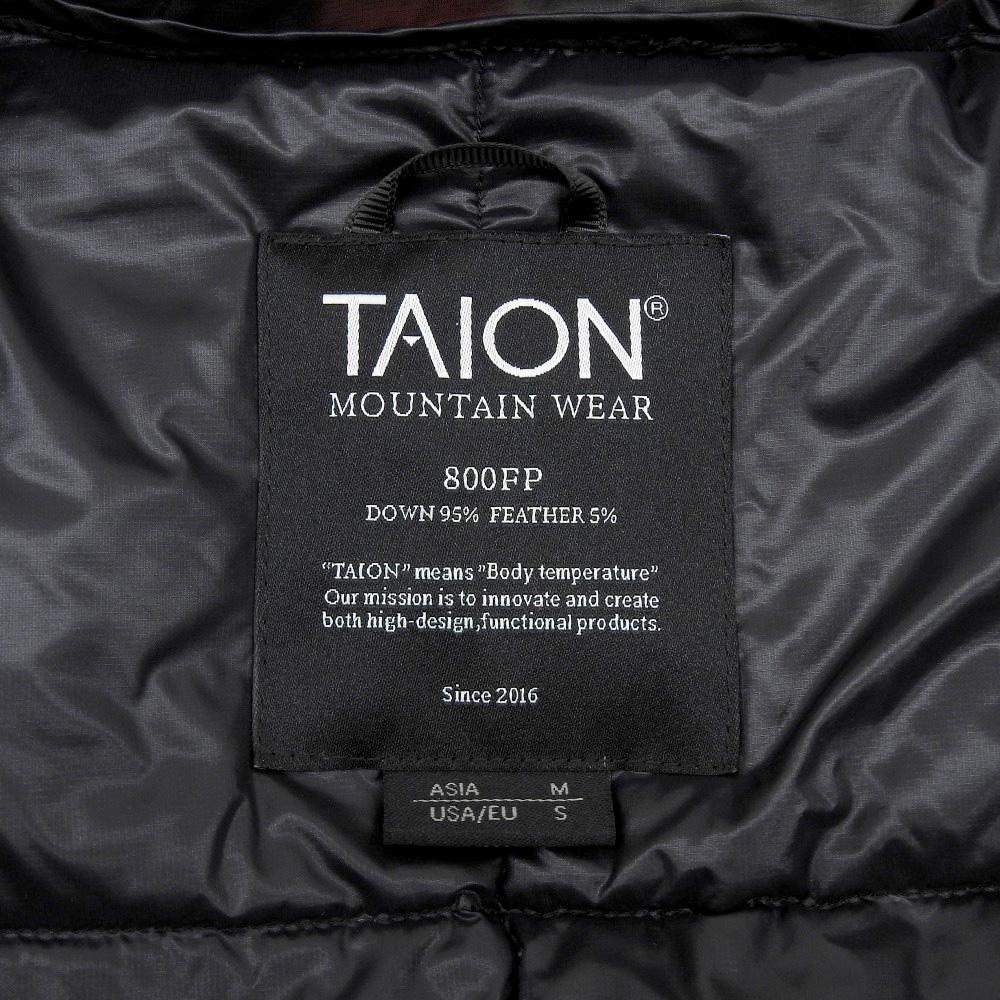 TAION®
MOUNTAIN WEAR
800FP
DOWN 95% FEATHER 5%
"TAION" means "Body temperature"
Our mission is to innovate and create
both high-design,functional products.
Since 2016
ASIA M
USA/EU S